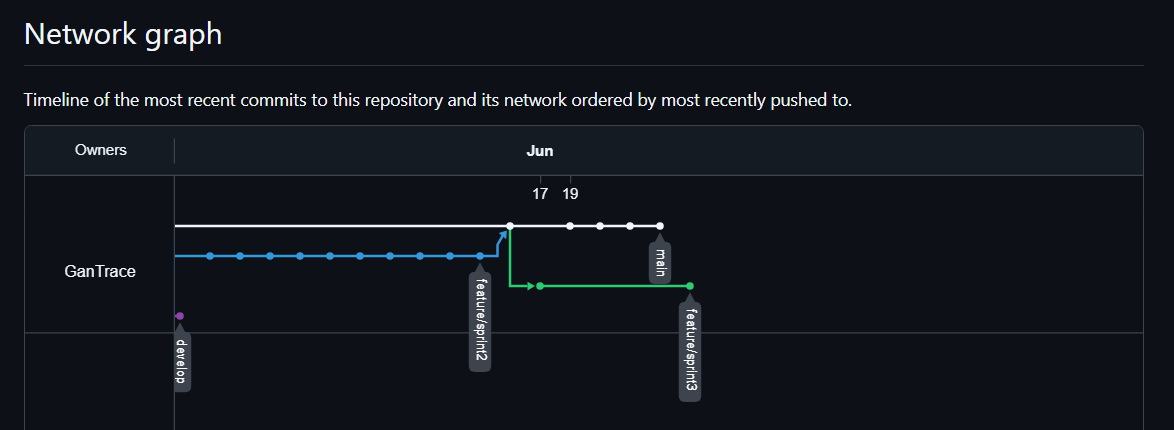 Network graph
Timeline of the most recent commits to this repository and its network ordered by most recently pushed to.
Owners
Jun
17 19
GanTrace
main
feature/sprint2
feature/sprint3
develop